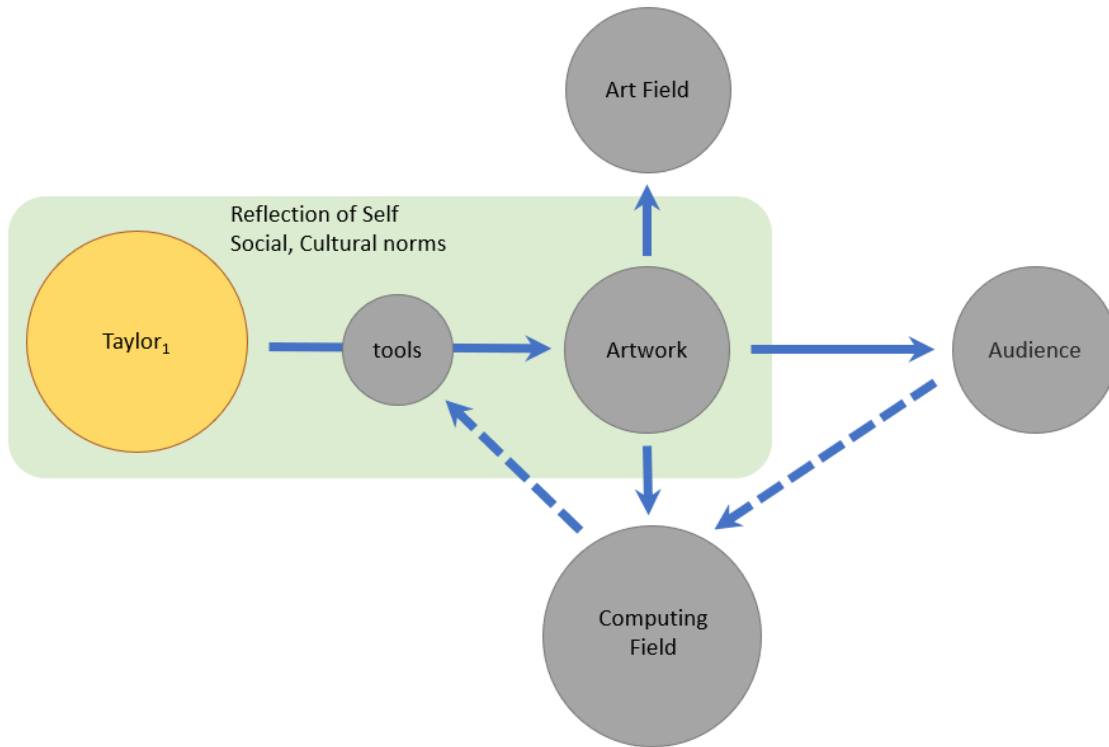 Art Field
Reflection of Self
Social, Cultural norms
Taylor₁
tools
Artwork
Audience
Computing
Field